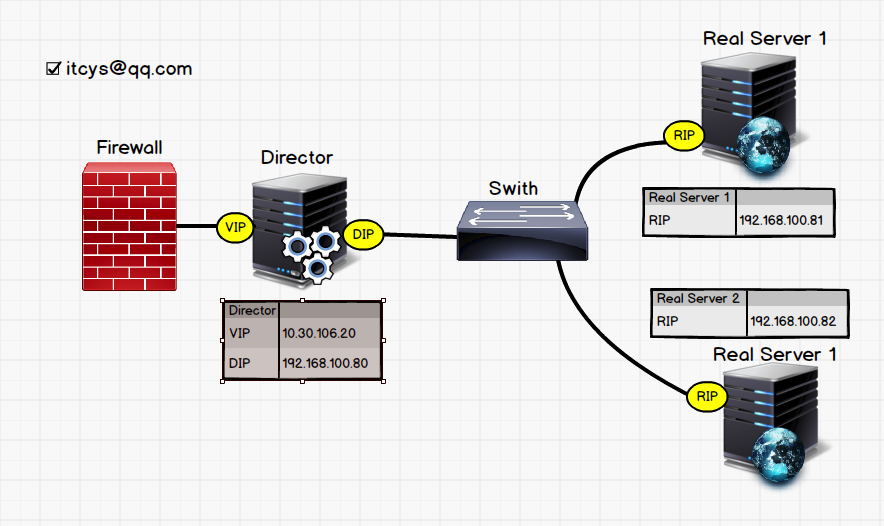 Real Server 1
itcys@qq.com
RIP
Firewall
Director
Swith
Real Server 1
RIP 192.168.100.81
VIP
DIP
Director
VIP 10.30.106.20
DIP 192.168.100.80
Real Server 2
RIP 192.168.100.82
Real Server 1
RIP